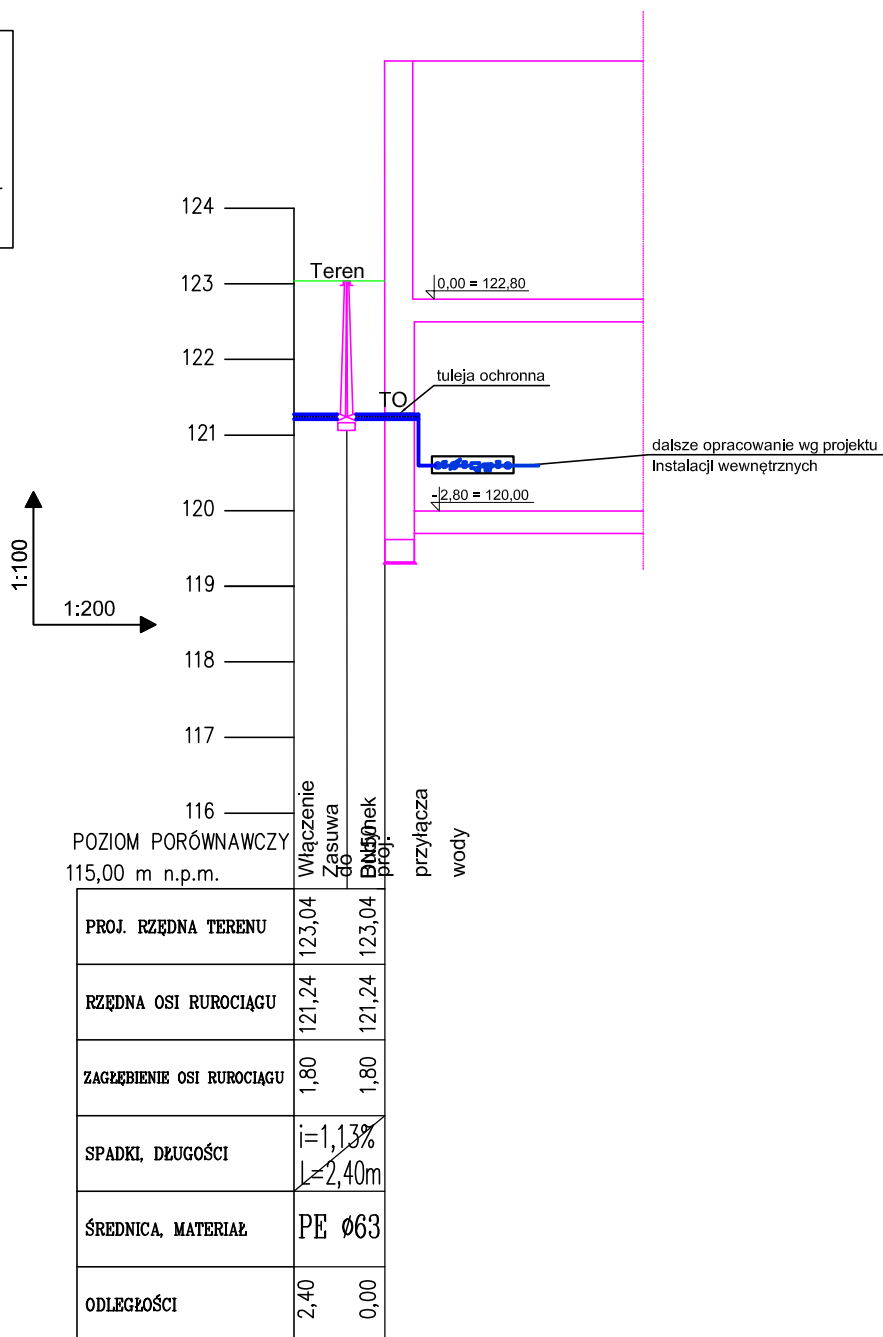 124
123
122
121
120
119
118
117
116
Teren
0,00 = 122,80
tuleja ochronna
TO
dalsze opracowanie wg projektu
Instalacji wewnętrznych
-2,80 = 120,00
1:100
1:200
POZIOM PORÓWNAWCZY
115,00 m n.p.m.
Włączenie
Zasuwa
do
DN50
Budynek
proj.
przyłącza
wody
PROJ. RZĘDNA TERENU
123,04
123,04
RZĘDNA OSI RUROCIĄGU
121,24
121,24
ZAGŁĘBIENIE OSI RUROCIĄGU
1,80
1,80
SPADKI, DŁUGOŚCI
i=1,13%
L=2,40m
ŚREDNICA, MATERIAŁ
PE Ø63
ODLEGŁOŚCI
2,40
0,00